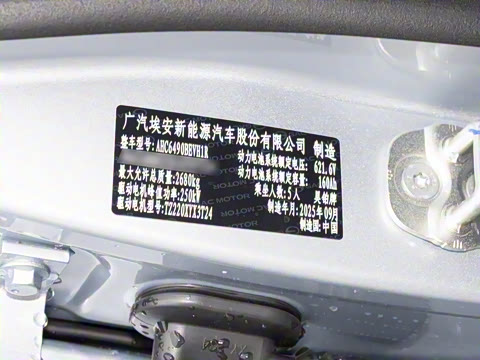 广汽埃安新能源汽车股份有限公司 制造
整车型号: AHC6490BEVH1R 动力电池系统额定电压: 621.6V
动力电池系统额定容量: 160Ah
最大允许总质量: 2680kg 乘坐人数: 5人 昊铂牌
驱动电机峰值功率: 250kW 制造年月: 2025年09月
驱动电机型号: TZ220XYX3T24 制造国: 中国